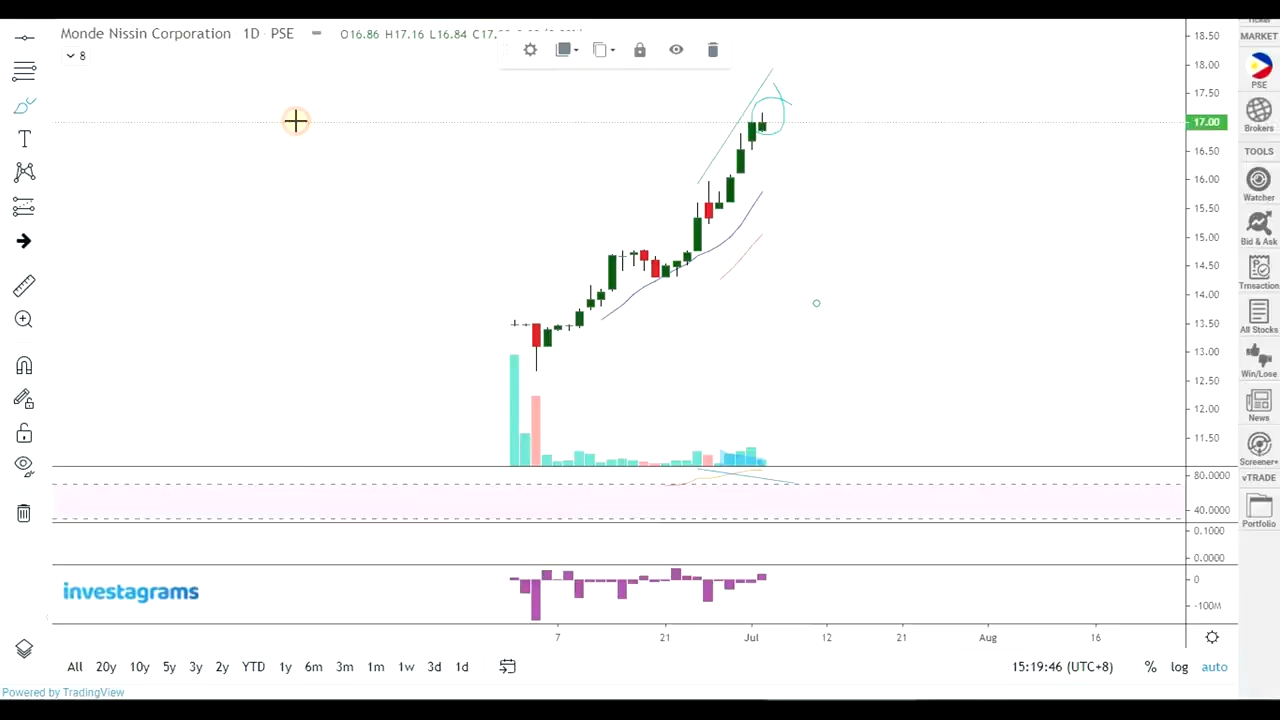 Monde Nissin Corporation 1D PSE O16.86 H17.16 L16.84
8
18.50
18.00
17.50
17.00
16.50
16.00
15.50
15.00
14.50
14.00
13.50
13.00
12.50
12.00
11.50
80.0000
40.0000
0.1000
0.0000
0
-100M
MARKET
PSE
Brokers
TOOLS
Watcher
Bid & Ask
Trnsaction
All Stocks
Win/Lose
News
Screener+
vTRADE
Portfolio
investagrams
7 21 Jul 12 21 Aug 16
All 20y 10y 5y 3y 2y YTD 1y 6m 3m 1m 1w 3d 1d 15:19:46 (UTC+8) % log auto
Powered by TradingView